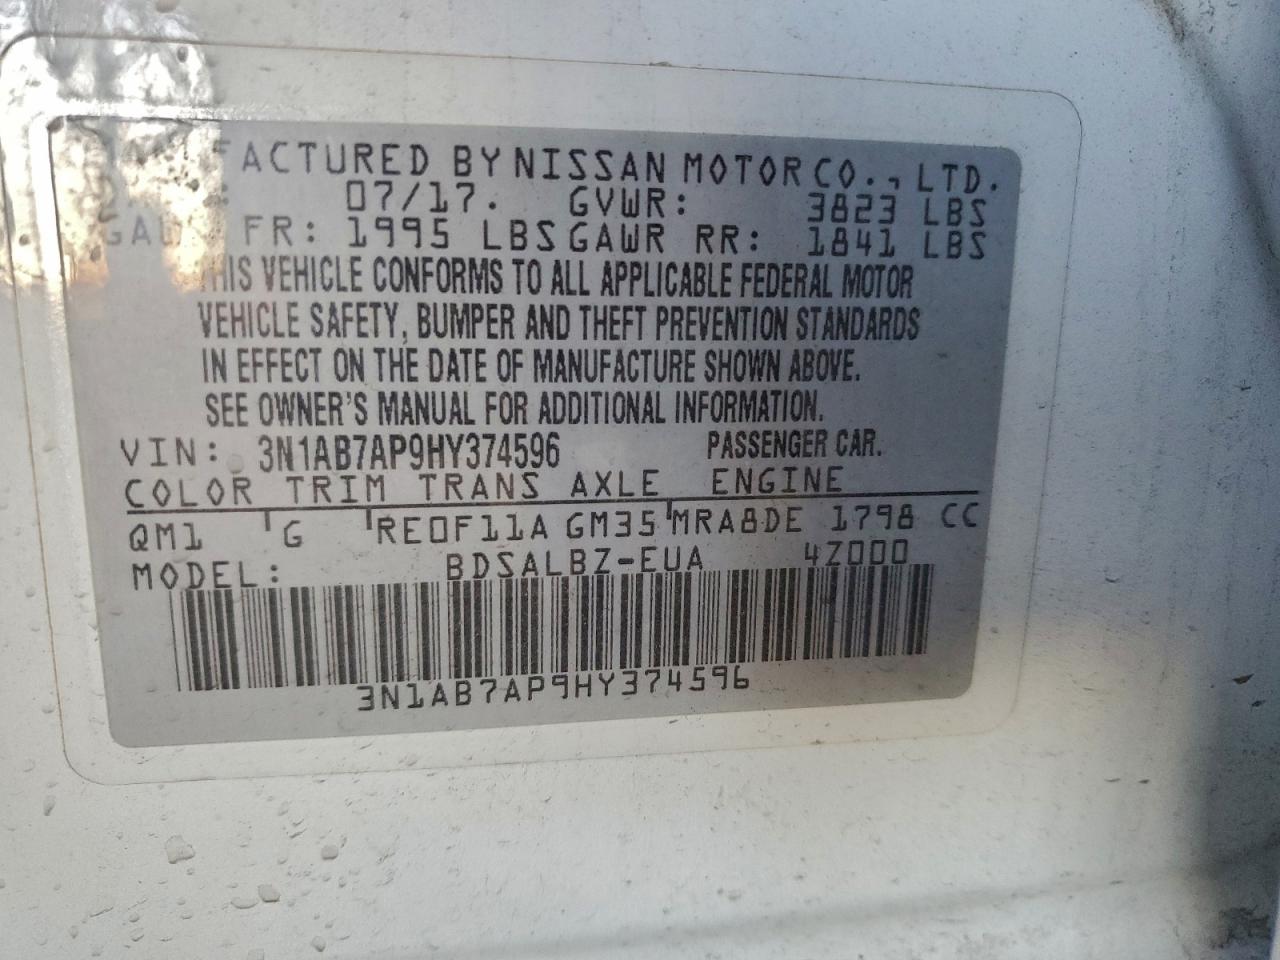 FACTURED BY NISSAN MOTOR CO., LTD.
07/17. GVWR: 3823 LBS
FR: 1995 LBS GAWR RR: 1841 LBS
THIS VEHICLE CONFORMS TO ALL APPLICABLE FEDERAL MOTOR
VEHICLE SAFETY, BUMPER AND THEFT PREVENTION STANDARDS
IN EFFECT ON THE DATE OF MANUFACTURE SHOWN ABOVE.
SEE OWNER'S MANUAL FOR ADDITIONAL INFORMATION.
VIN: 3N1AB7AP9HY374596 PASSENGER CAR.
COLOR TRIM TRANS AXLE ENGINE
QM1 G RE0F11A GM35 MRA8DE 1798 CC
MODEL: BDSALBZ-EUA 4Z000
3N1AB7AP9HY374596